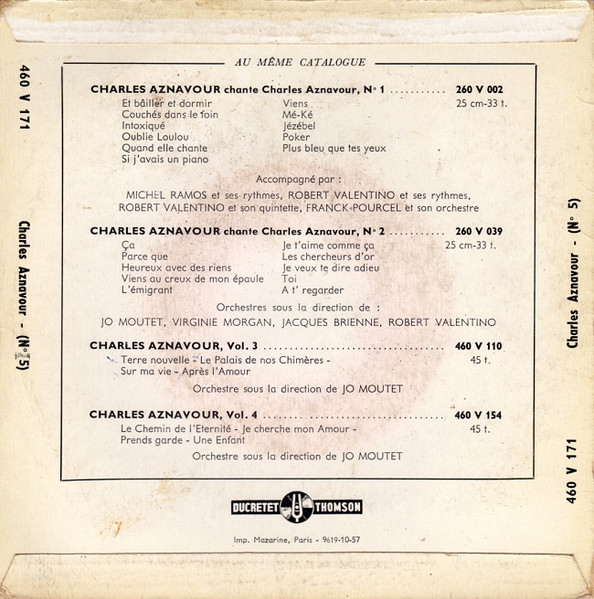 AU MÊME CATALOGUE
CHARLES AZNAVOUR chante Charles Aznavour, N° 1 .......... 260 V 002
Et bâiller et dormir Viens 25 cm-33 t.
Couchés dans le foin Mé-Ké
Intoxiqué Jézébel
Oublie Loulou Poker
Quand elle chante Plus bleu que tes yeux
Si j'avais un piano
Accompagné par :
MICHEL RAMOS et ses rythmes, ROBERT VALENTINO et ses rythmes,
ROBERT VALENTINO et son quintette, FRANCK-POURCEL et son orchestre
CHARLES AZNAVOUR chante Charles Aznavour, N° 2 .......... 260 V 039
Ça Je t'aime comme ça 25 cm-33 t.
Parce que Les chercheurs d'or
Heureux avec des riens Je veux te dire adieu
Viens au creux de mon épaule Toi
L'émigrant A t' regarder
Orchestres sous la direction de :
JO MOUTET, VIRGINIE MORGAN, JACQUES BRIENNE, ROBERT VALENTINO
CHARLES AZNAVOUR, Vol. 3 .......... 460 V 110
Terre nouvelle - Le Palais de nos Chimères - 45 t.
Sur ma vie - Après l'Amour
Orchestre sous la direction de JO MOUTET
CHARLES AZNAVOUR, Vol. 4 .......... 460 V 154
Le Chemin de l'Eternité - Je cherche mon Amour - 45 t.
Prends garde - Une Enfant
Orchestre sous la direction de JO MOUTET
DUCRETET THOMSON
Imp. Mazarine, Paris - 9619-10-57
460 V 171 Charles Aznavour - (N° 5)
460 V 171 Charles Aznavour - (N° 5)